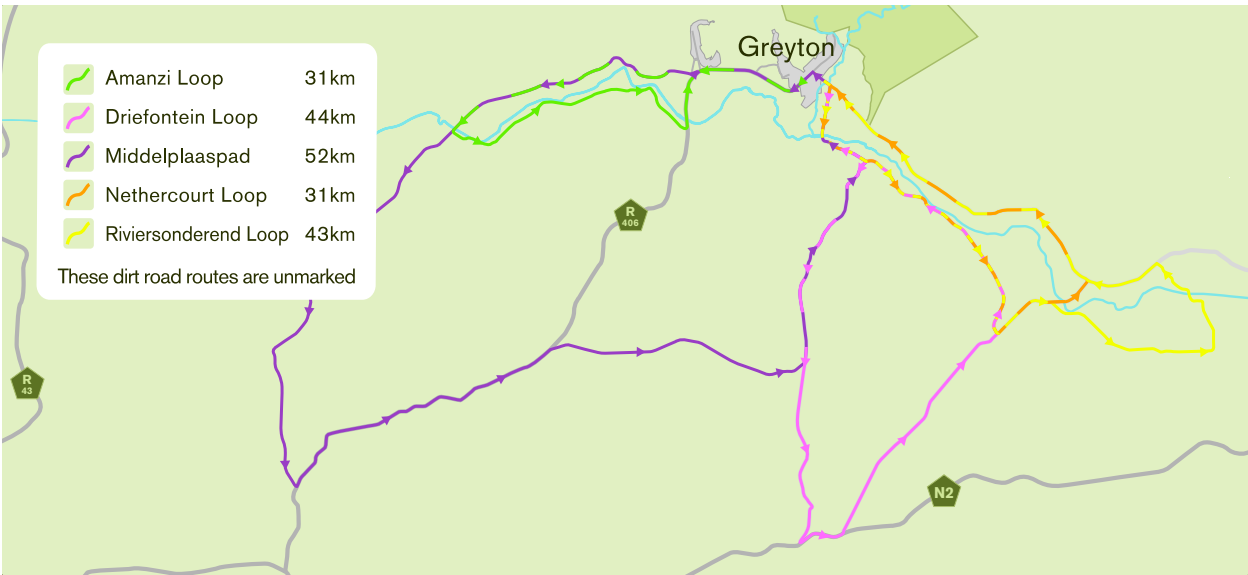 Greyton
Amanzi Loop 31km
Driefontein Loop 44km
Middelplaaspad 52km
Nethercourt Loop 31km
Riviersonderend Loop 43km
These dirt road routes are unmarked
R
406
R
43
N2